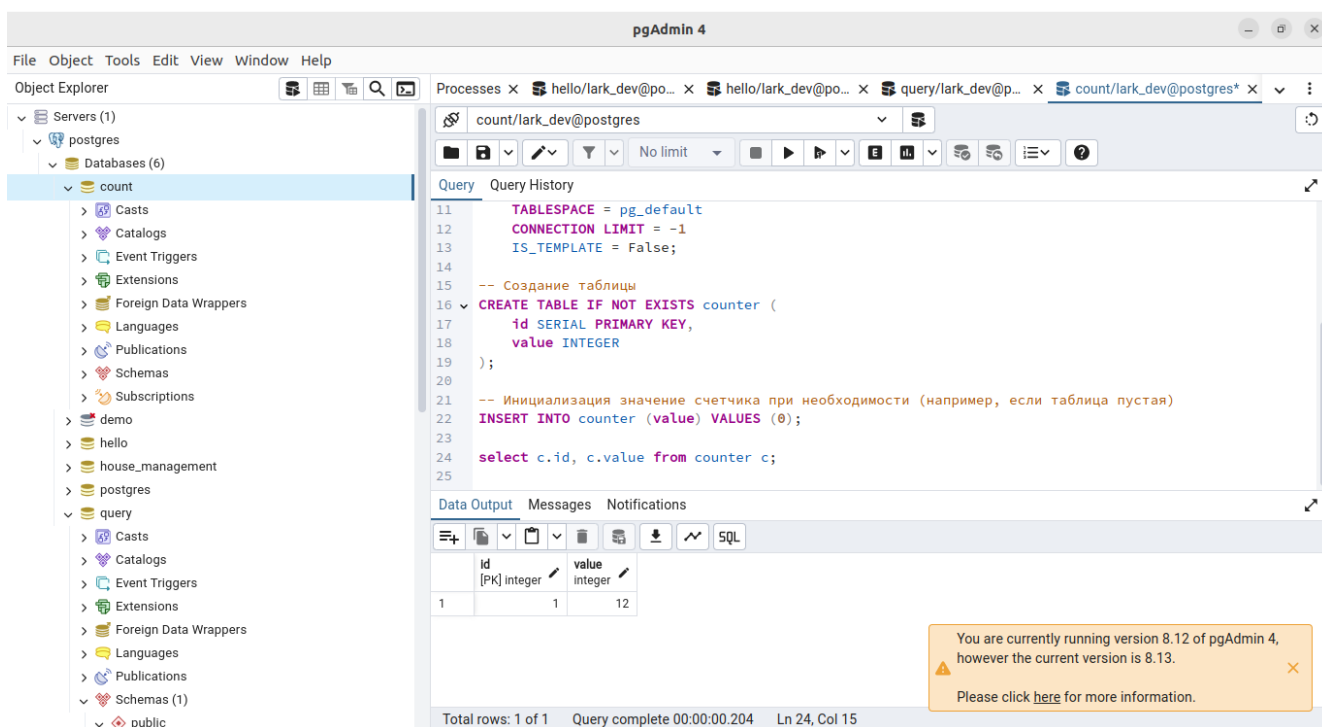 pgAdmin 4
File Object Tools Edit View Window Help
Object Explorer
Servers (1)
postgres
Databases (6)
count
Casts
Catalogs
Event Triggers
Extensions
Foreign Data Wrappers
Languages
Publications
Schemas
Subscriptions
demo
hello
house_management
postgres
query
Casts
Catalogs
Event Triggers
Extensions
Foreign Data Wrappers
Languages
Publications
Schemas (1)
public
Processes hello/lark_dev@po... hello/lark_dev@po... query/lark_dev@p... count/lark_dev@postgres*
count/lark_dev@postgres
No limit E
Query Query History
11 TABLESPACE = pg_default
12 CONNECTION LIMIT = -1
13 IS_TEMPLATE = False;
14
15 -- Создание таблицы
16 CREATE TABLE IF NOT EXISTS counter (
17 id SERIAL PRIMARY KEY,
18 value INTEGER
19 );
20
21 -- Инициализация значение счетчика при необходимости (например, если таблица пустая)
22 INSERT INTO counter (value) VALUES (0);
23
24 select c.id, c.value from counter c;
25
Data Output Messages Notifications
SQL
id value
[PK] integer integer
1 1 12
You are currently running version 8.12 of pgAdmin 4,
however the current version is 8.13.
Please click here for more information.
Total rows: 1 of 1 Query complete 00:00:00.204 Ln 24, Col 15